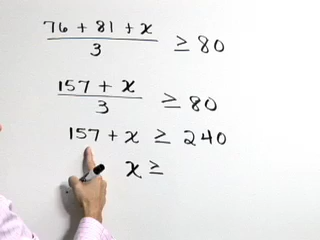 76 + 81 + x / 3 ≥ 80
157 + x / 3 ≥ 80
157 + x ≥ 240
x ≥